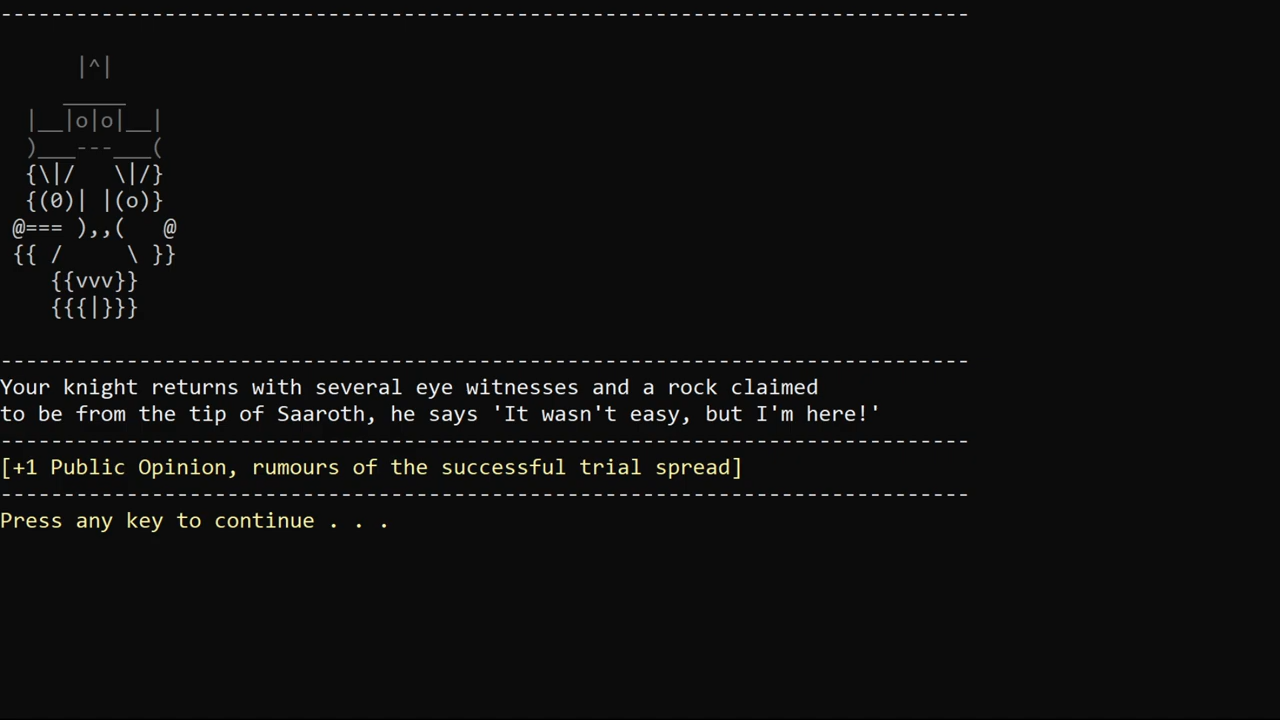 Your knight returns with several eye witnesses and a rock claimed
to be from the tip of Saaroth, he says 'It wasn't easy, but I'm here!'
[+1 Public Opinion, rumours of the successful trial spread]
Press any key to continue . . .